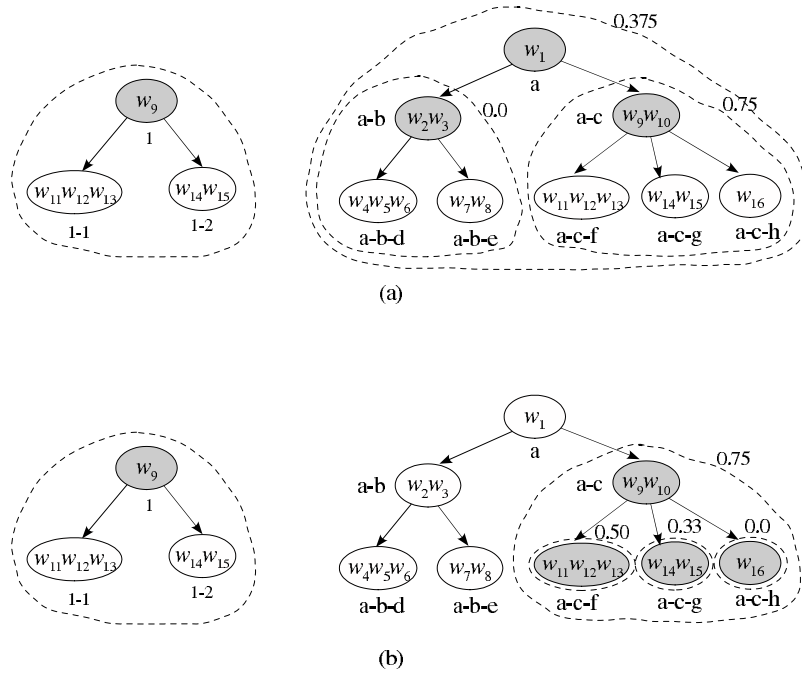 0.375
w₁
a
w₉
1
a-b
w₂w₃
0.0
a-c
w₉w₁₀
0.75
w₁₁w₁₂w₁₃
w₁₄w₁₅
1-1
1-2
w₄w₅w₆
w₇w₈
w₁₁w₁₂w₁₃
w₁₄w₁₅
w₁₆
a-b-d
a-b-e
a-c-f
a-c-g
a-c-h
(a)
w₁
a
w₉
1
a-b
w₂w₃
a-c
w₉w₁₀
0.75
0.50
0.33
0.0
w₁₁w₁₂w₁₃
w₁₄w₁₅
1-1
1-2
w₄w₅w₆
w₇w₈
w₁₁w₁₂w₁₃
w₁₄w₁₅
w₁₆
a-b-d
a-b-e
a-c-f
a-c-g
a-c-h
(b)